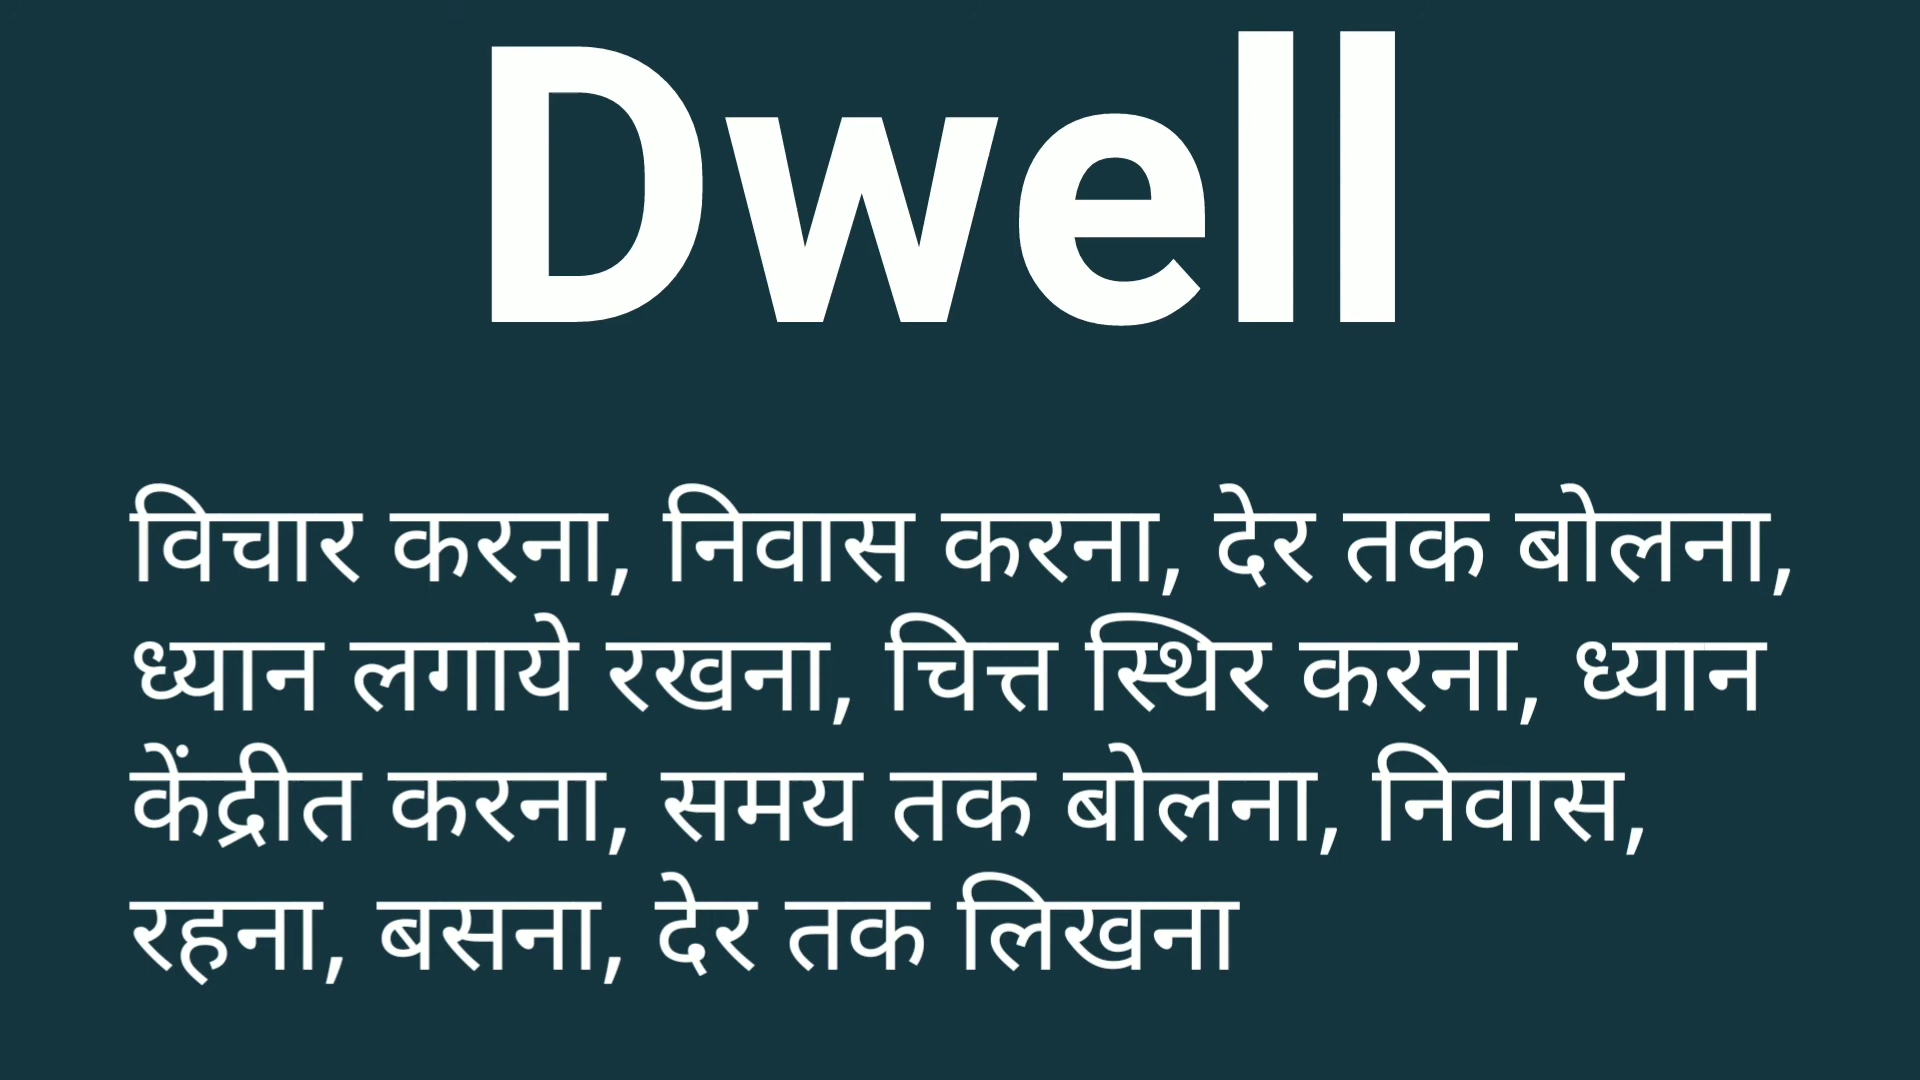 Dwell
विचार करना, निवास करना, देर तक बोलना,
ध्यान लगाये रखना, चित्त स्थिर करना, ध्यान
केंद्रीत करना, समय तक बोलना, निवास,
रहना, बसना, देर तक लिखना